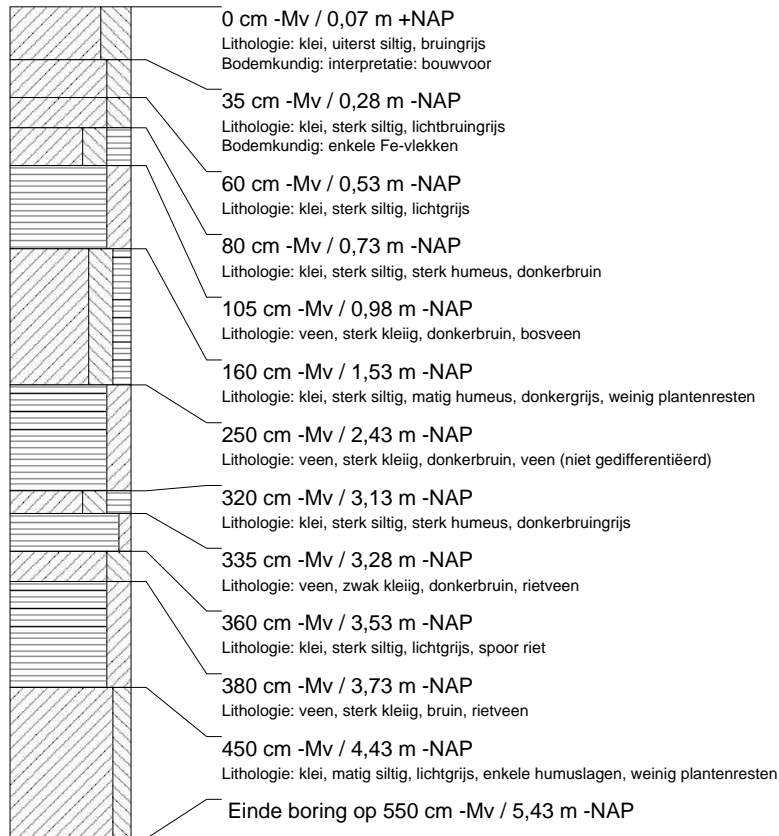 0 cm -Mv / 0,07 m +NAP
Lithologie: klei, uiterst siltig, bruingrijs
Bodemkundig: interpretatie: bouwvoor
35 cm -Mv / 0,28 m -NAP
Lithologie: klei, sterk siltig, lichtbruingrijs
Bodemkundig: enkele Fe-vlekken
60 cm -Mv / 0,53 m -NAP
Lithologie: klei, sterk siltig, lichtgrijs
80 cm -Mv / 0,73 m -NAP
Lithologie: klei, sterk siltig, sterk humeus, donkerbruin
105 cm -Mv / 0,98 m -NAP
Lithologie: veen, sterk kleiig, donkerbruin, bosveen
160 cm -Mv / 1,53 m -NAP
Lithologie: klei, sterk siltig, matig humeus, donkergrijs, weinig plantenresten
250 cm -Mv / 2,43 m -NAP
Lithologie: veen, sterk kleiig, donkerbruin, veen (niet gedifferentiëerd)
320 cm -Mv / 3,13 m -NAP
Lithologie: klei, sterk siltig, sterk humeus, donkerbruingrijs
335 cm -Mv / 3,28 m -NAP
Lithologie: veen, zwak kleiig, donkerbruin, rietveen
360 cm -Mv / 3,53 m -NAP
Lithologie: klei, sterk siltig, lichtgrijs, spoor riet
380 cm -Mv / 3,73 m -NAP
Lithologie: veen, sterk kleiig, bruin, rietveen
450 cm -Mv / 4,43 m -NAP
Lithologie: klei, matig siltig, lichtgrijs, enkele humuslagen, weinig plantenresten
Einde boring op 550 cm -Mv / 5,43 m -NAP